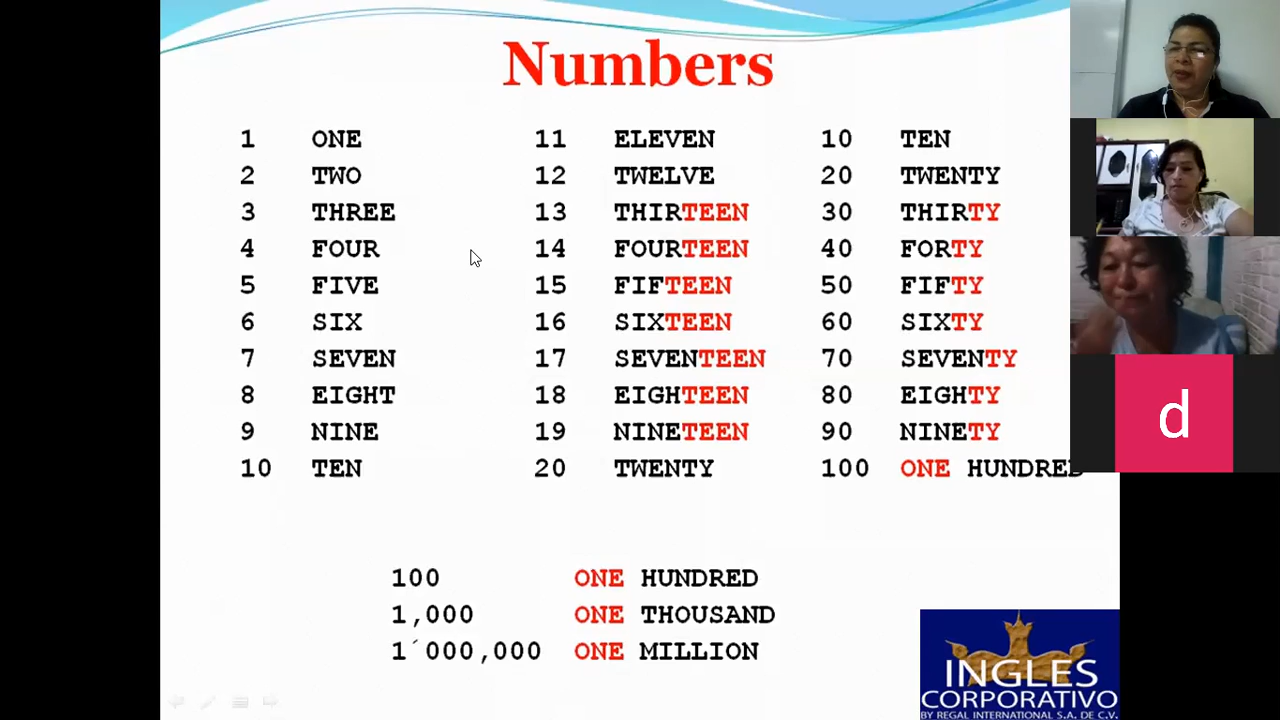 Numbers
1 ONE 11 ELEVEN 10 TEN
2 TWO 12 TWELVE 20 TWENTY
3 THREE 13 THIRTEEN 30 THIRTY
4 FOUR 14 FOURTEEN 40 FORTY
5 FIVE 15 FIFTEEN 50 FIFTY
6 SIX 16 SIXTEEN 60 SIXTY
7 SEVEN 17 SEVENTEEN 70 SEVENTY
8 EIGHT 18 EIGHTEEN 80 EIGHTY
9 NINE 19 NINETEEN 90 NINETY
10 TEN 20 TWENTY 100 ONE HUNDRED
100 ONE HUNDRED
1,000 ONE THOUSAND
1´000,000 ONE MILLION
INGLES
CORPORATIVO
BY REGAL INTERNATIONAL S.A. DE C.V.
d